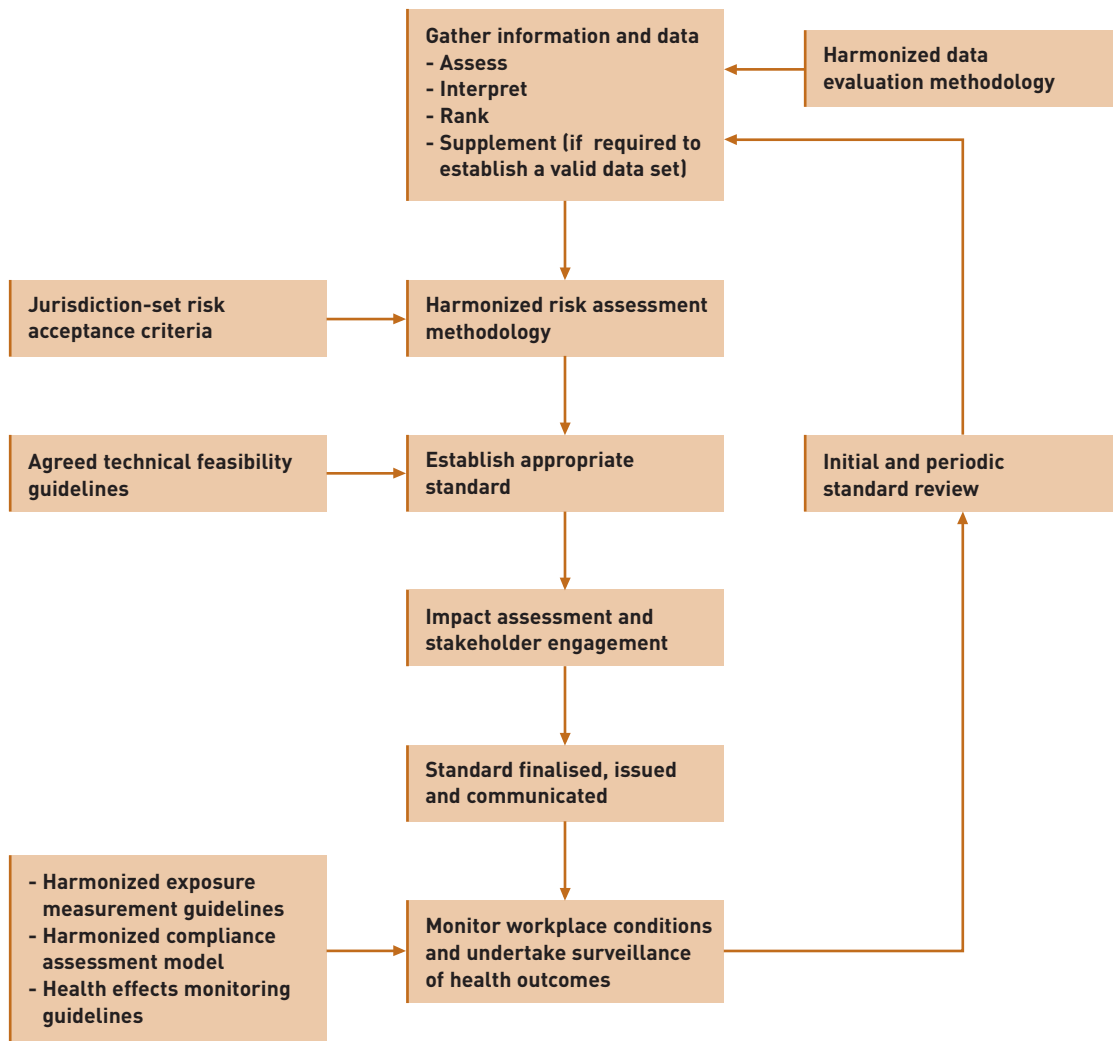 Gather information and data
- Assess
- Interpret
- Rank
- Supplement (if required to
establish a valid data set)
Harmonized data
evaluation methodology
Jurisdiction-set risk
acceptance criteria
Harmonized risk assessment
methodology
Agreed technical feasibility
guidelines
Establish appropriate
standard
Initial and periodic
standard review
Impact assessment and
stakeholder engagement
Standard finalised, issued
and communicated
- Harmonized exposure
measurement guidelines
- Harmonized compliance
assessment model
- Health effects monitoring
guidelines
Monitor workplace conditions
and undertake surveillance
of health outcomes